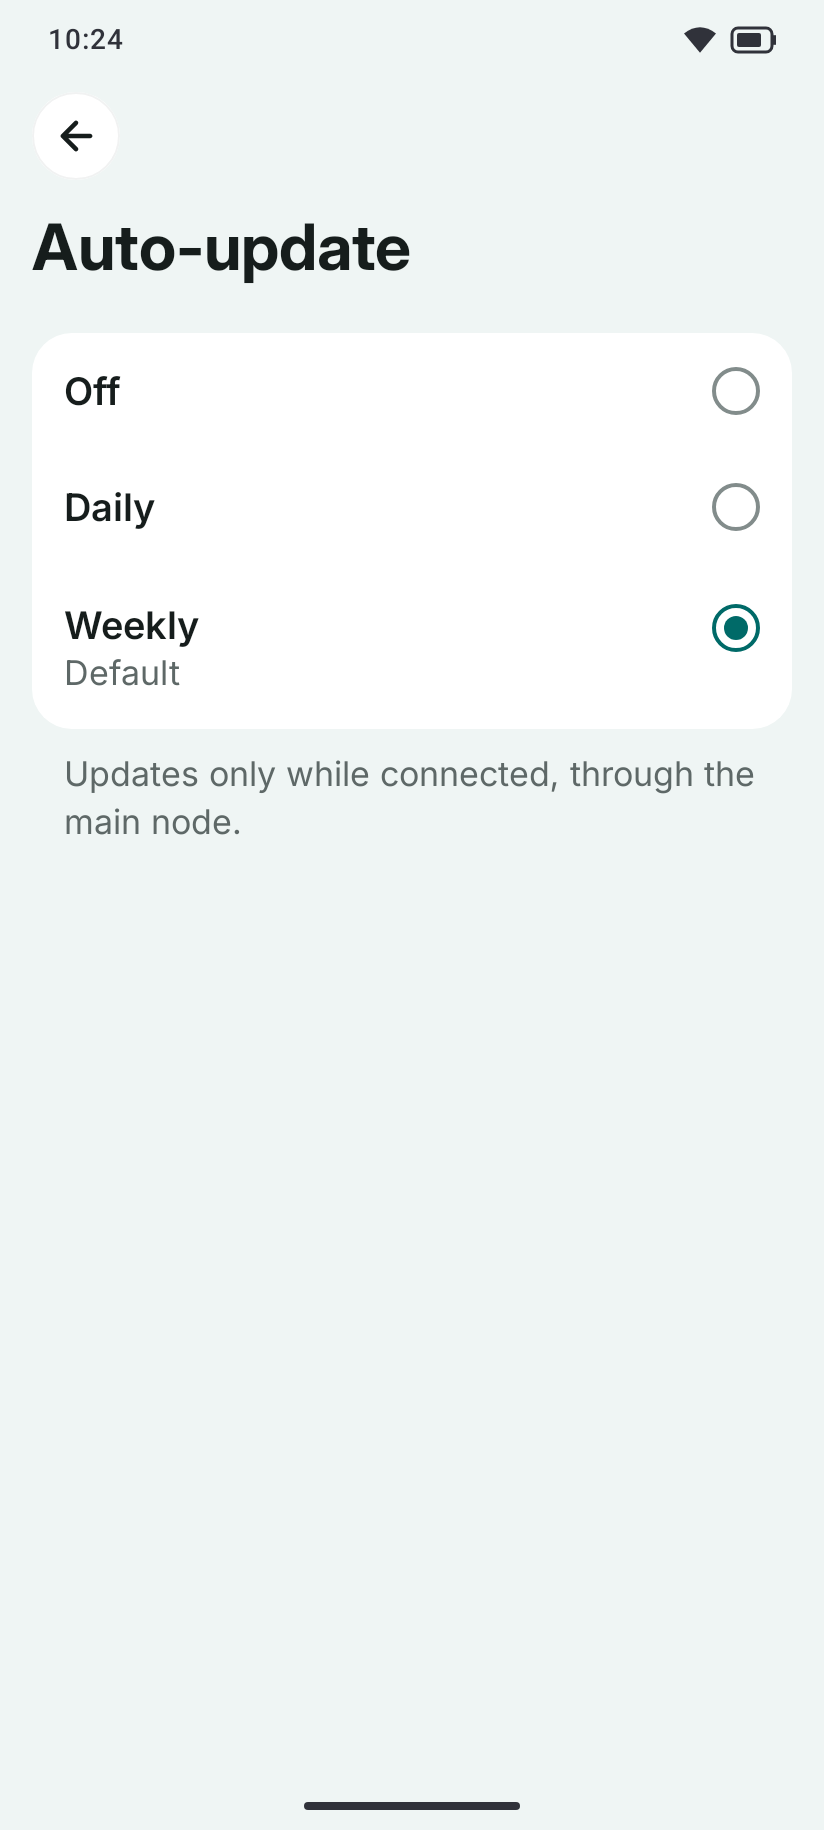 10:24
Auto-update
Off
Daily
Weekly
Default
Updates only while connected, through the
main node.